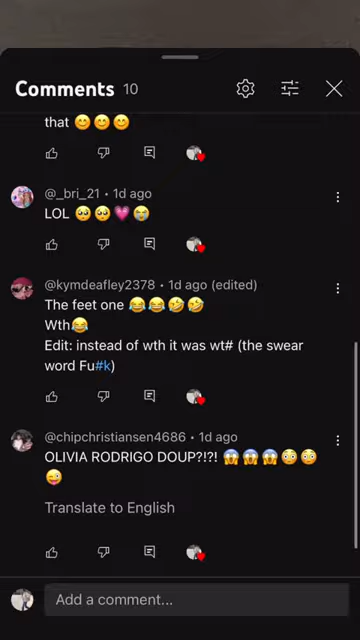 Comments 10
that 😊😊😊
@_bri_21 • 1d ago
LOL 🥺🥺💗😭
@kymdeafley2378 • 1d ago (edited)
The feet one 😂😂🤣🤣
Wth😂
Edit: instead of wth it was wt# (the swear
word Fu#k)
@chipchristiansen4686 • 1d ago
OLIVIA RODRIGO DOUP?!?! 😱😱😱😳😳
😜
Translate to English
Add a comment...